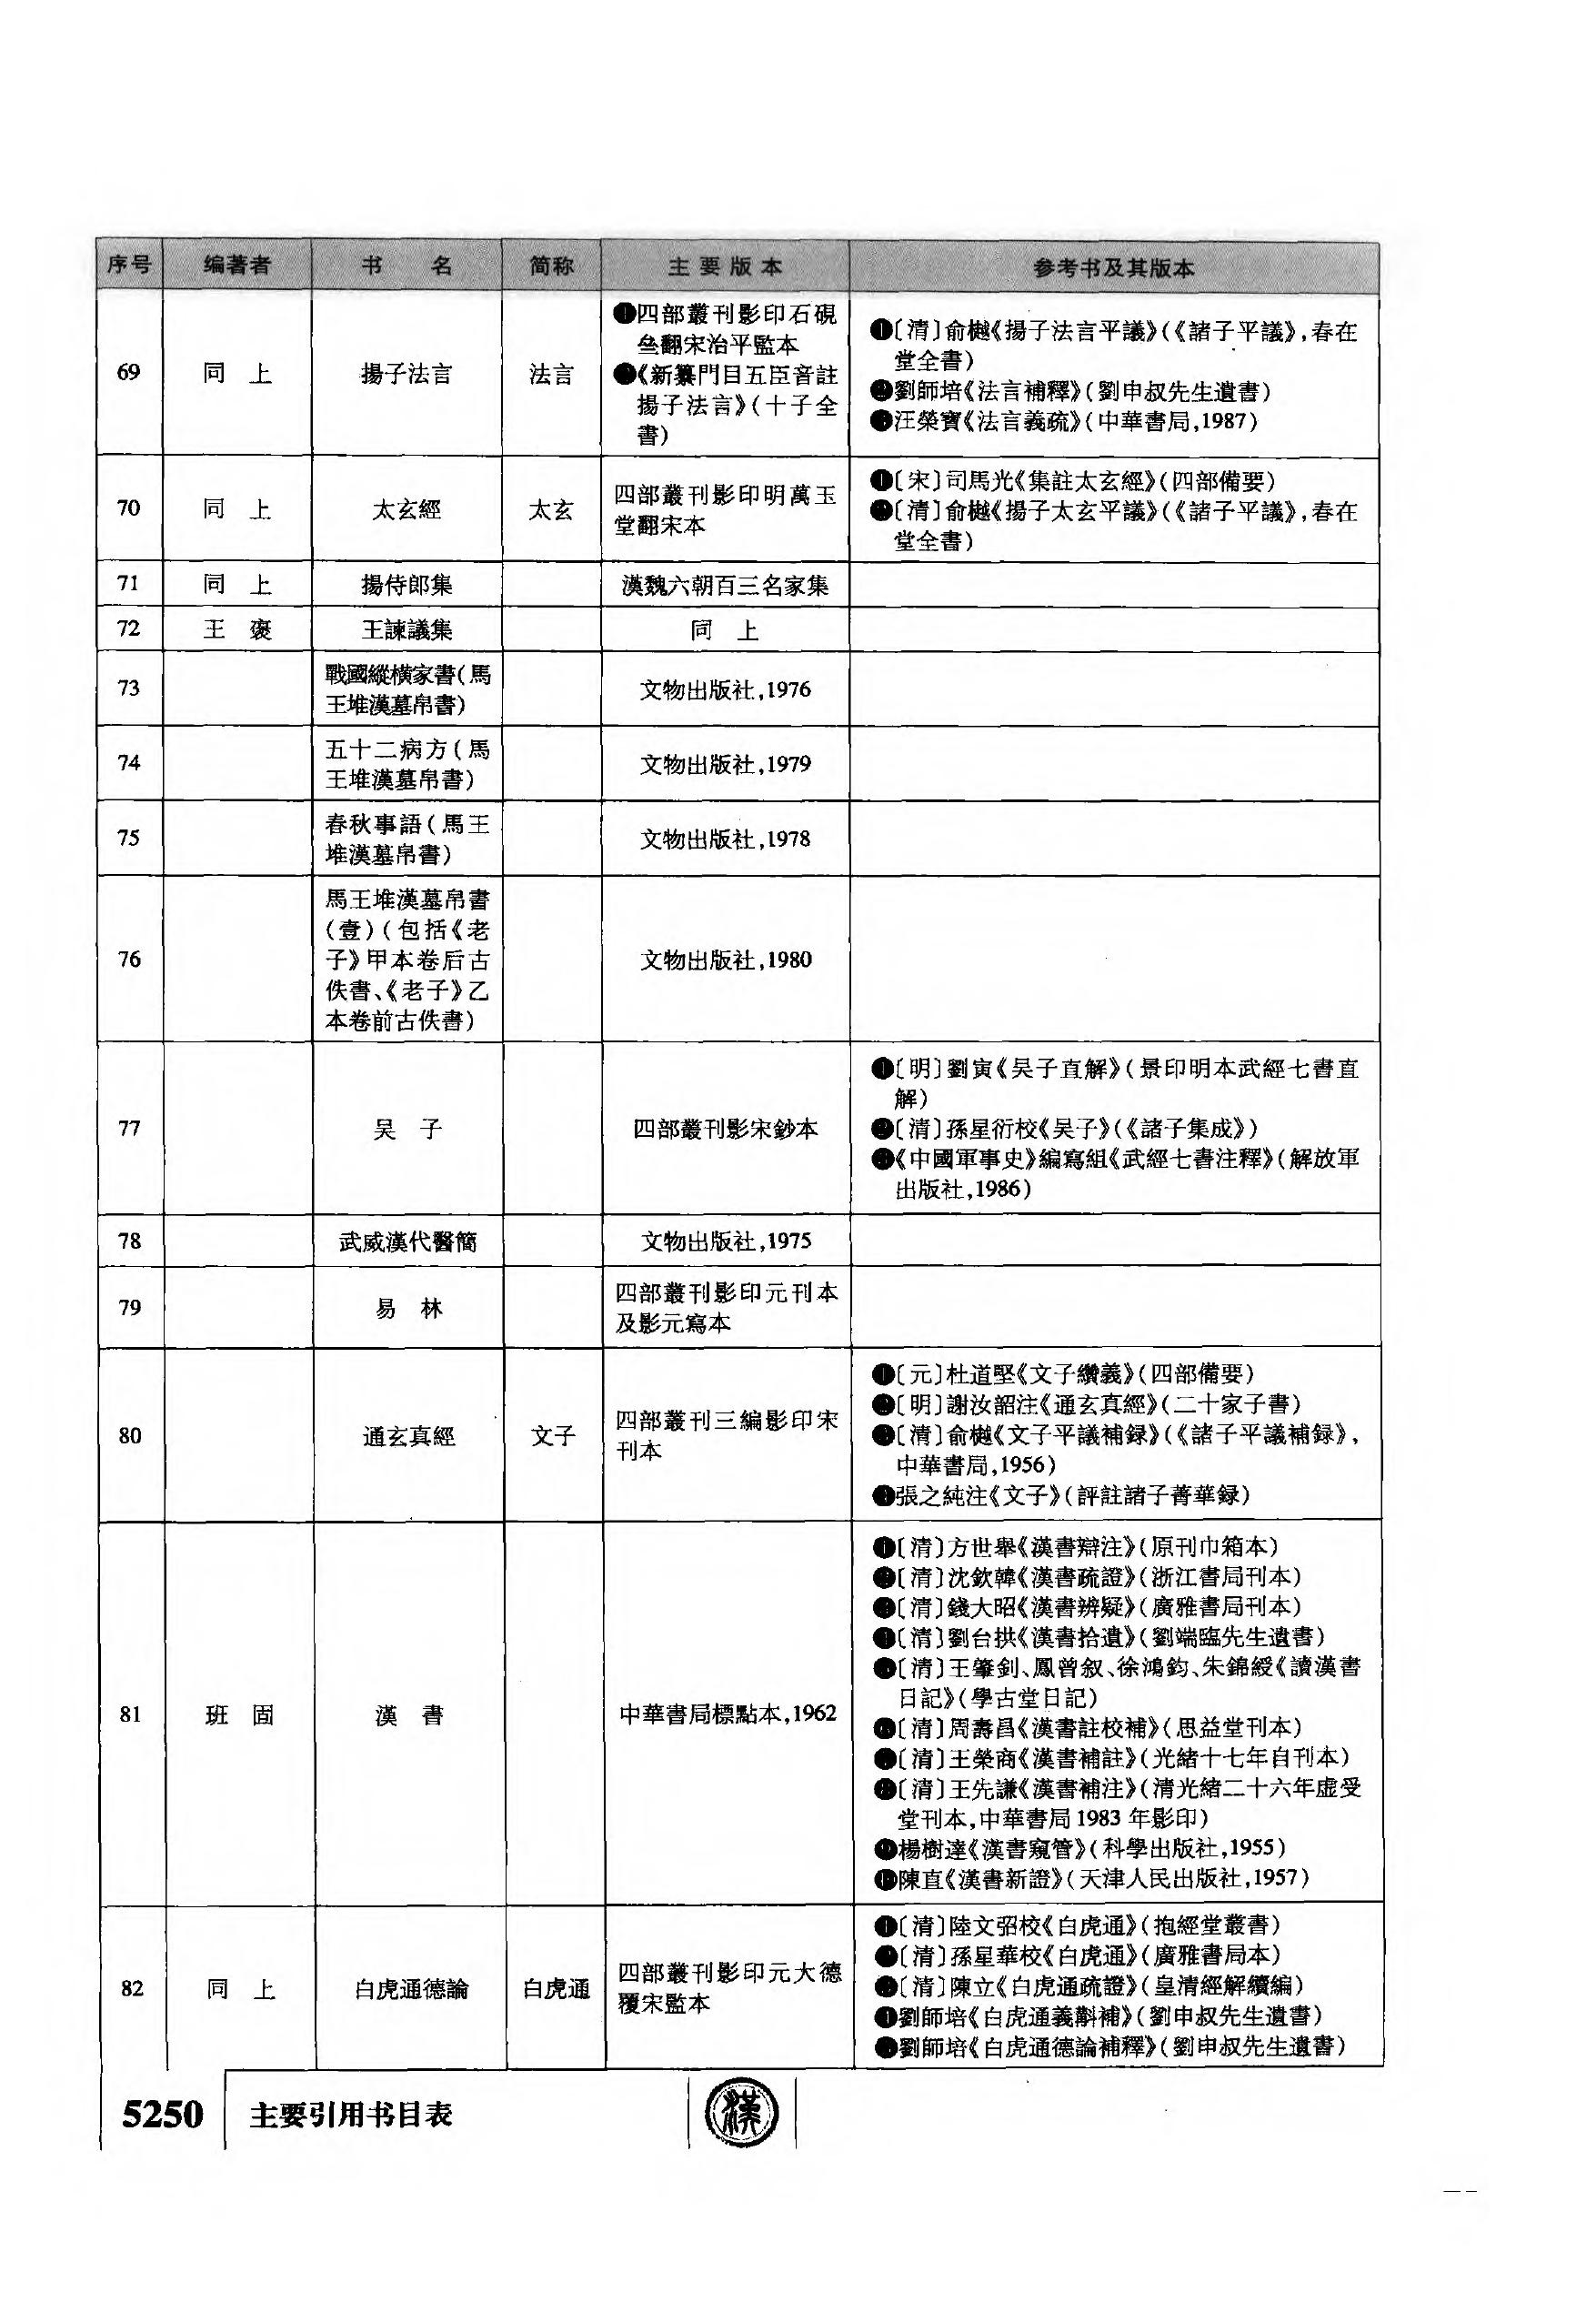 序号 编著者 书名 简称 主要版本 参考书及其版本
69 同上 揚子法言 法言
❶四部叢刊影印石硯
亝翻宋治平監本
❷《新纂門目五臣音註
揚子法言》(十子全
書)
❶〔清〕俞樾《揚子法言平議》(《諸子平議》,春在
堂全書)
❷劉師培《法言補釋》(劉申叔先生遺書)
❸汪榮寶《法言義疏》(中華書局,1987)
70 同上 太玄經 太玄
四部叢刊影印明萬玉
堂翻宋本
❶〔宋〕司馬光《集註太玄經》(四部備要)
❷〔清〕俞樾《揚子太玄平議》(《諸子平議》,春在
堂全書)
71 同上 揚侍郎集 漢魏六朝百三名家集
72 王褒 王諫議集 同上
73
戰國縱横家書(馬
王堆漢墓帛書)
文物出版社,1976
74
五十二病方(馬
王堆漢墓帛書)
文物出版社,1979
75
春秋事語(馬王
堆漢墓帛書)
文物出版社,1978
76
馬王堆漢墓帛書
(壹)(包括《老
子》甲本卷后古
佚書、《老子》乙
本卷前古佚書)
文物出版社,1980
77 吴子 四部叢刊影宋鈔本
❶〔明〕劉寅《吴子直解》(景印明本武經七書直
解)
❷〔清〕孫星衍校《吴子》(《諸子集成》)
❸《中國軍事史》編寫組《武經七書注釋》(解放軍
出版社,1986)
78 武威漢代醫簡 文物出版社,1975
79 易林
四部叢刊影印元刊本
及影元寫本
80 通玄真經 文子
四部叢刊三編影印宋
刊本
❶〔元〕杜道堅《文子纘義》(四部備要)
❷〔明〕謝汝韶注《通玄真經》(二十家子書)
❸〔清〕俞樾《文子平議補録》(《諸子平議補録》,
中華書局,1956)
❹張之純注《文子》(評註諸子菁華録)
81 班固 漢書 中華書局標點本,1962
❶〔清〕方世舉《漢書辯注》(原刊巾箱本)
❷〔清〕沈欽韓《漢書疏證》(浙江書局刊本)
❸〔清〕錢大昭《漢書辨疑》(廣雅書局刊本)
❹〔清〕劉台拱《漢書拾遺》(劉端臨先生遺書)
❺〔清〕王肇釗、鳳曾叙、徐鴻鈞、朱錦綬《讀漢書
日記》(學古堂日記)
❻〔清〕周壽昌《漢書註校補》(思益堂刊本)
❼〔清〕王榮商《漢書補註》(光緒十七年自刊本)
❽〔清〕王先謙《漢書補注》(清光緒二十六年虚受
堂刊本,中華書局1983年影印)
❾楊樹達《漢書窺管》(科學出版社,1955)
❿陳直《漢書新證》(天津人民出版社,1957)
82 同上 白虎通德論 白虎通
四部叢刊影印元大德
覆宋監本
❶〔清〕陸文弨校《白虎通》(抱經堂叢書)
❷〔清〕孫星華校《白虎通》(廣雅書局本)
❸〔清〕陳立《白虎通疏證》(皇清經解續編)
❹劉師培《白虎通義斠補》(劉申叔先生遺書)
❺劉師培《白虎通德論補釋》(劉申叔先生遺書)
5250 主要引用书目表 漢